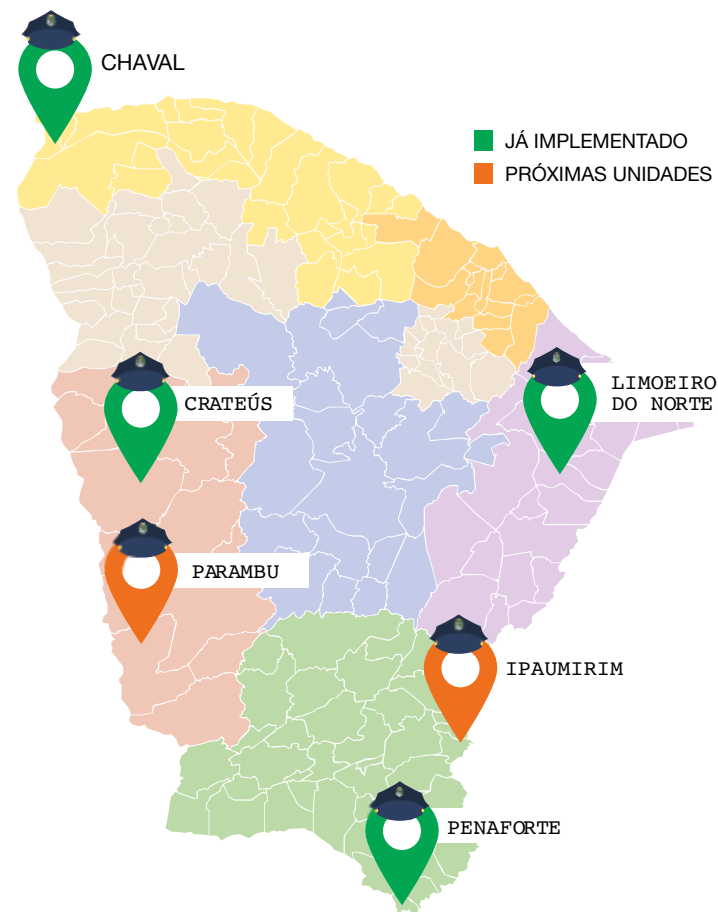 CHAVAL
JÁ IMPLEMENTADO
PRÓXIMAS UNIDADES
LIMOEIRO
DO NORTE
CRATEÚS
PARAMBU
IPAUMIRIM
PENAFORTE